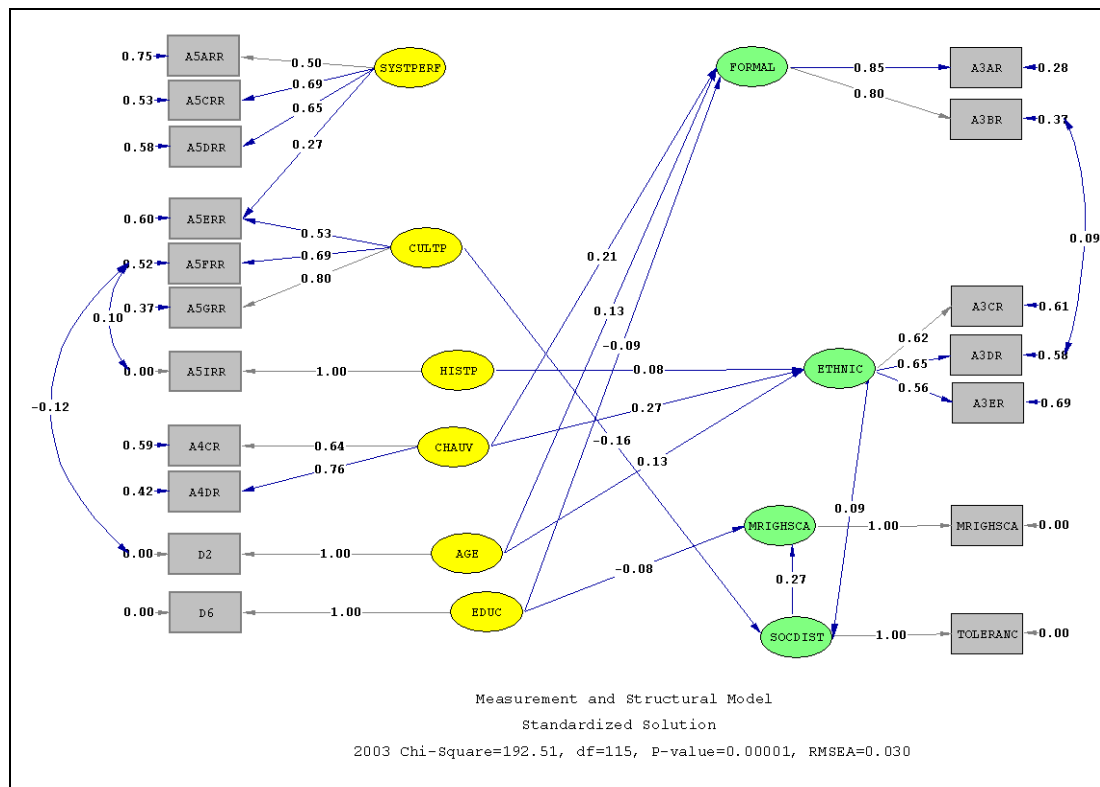 0.75 A5ARR 0.50 SYSTPERF FORMAL 0.85 A3AR 0.28
0.53 A5CRR 0.69 0.80 A3BR 0.37
0.58 A5DRR 0.65
0.27
0.60 A5ERR 0.53 CULTP 0.09
0.52 A5FRR 0.69 0.21
0.37 A5GRR 0.80 0.13 A3CR 0.61
0.10 -0.09 0.62
0.00 A5IRR 1.00 HISTP 0.08 ETHNIC 0.65 A3DR 0.58
-0.12 0.27 0.56 A3ER 0.69
0.59 A4CR 0.64 CHAUV -0.16
0.42 A4DR 0.76 0.13
0.09
MRIGHSCA 1.00 MRIGHSCA 0.00
0.00 D2 1.00 AGE
-0.08 0.27
0.00 D6 1.00 EDUC
SOCDIST 1.00 TOLERANC 0.00
Measurement and Structural Model
Standardized Solution
2003 Chi-Square=192.51, df=115, P-value=0.00001, RMSEA=0.030